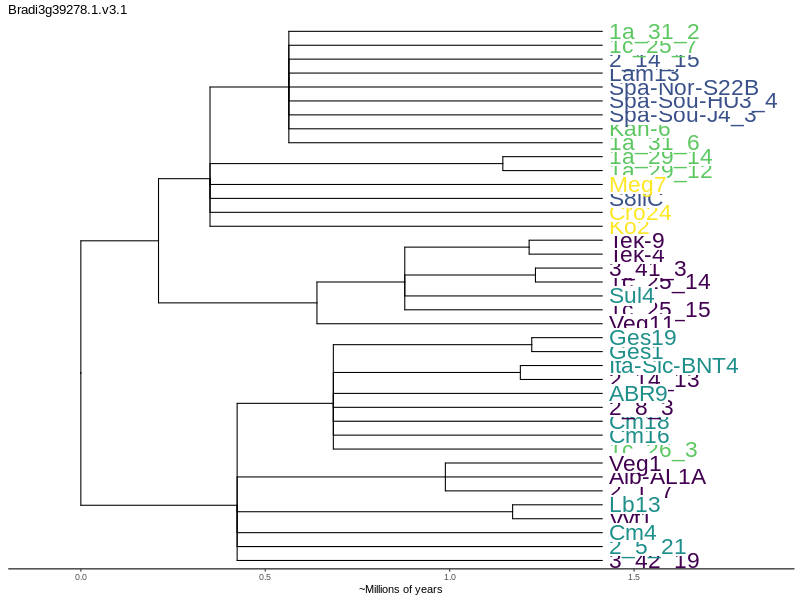 Bradi3g39278.1.v3.1
1a_31_2
1c_25_7
2_14_15
Lam13
Spa-Nor-S22B
Spa-Sou-HU3_4
Spa-Sou-J4_3
Kah-6
1a_31_6
1a_29_14
1a_29_12
Meg7
S8iiC
Cro24
Ko2
Tek-9
Tek-4
3_41_3
1c_25_14
Sul4
1c_25_15
Veg11
Ges19
Ges1
Ita-Sic-BNT4
2_14_13
ABR9
2_8_3
Cm18
Cm16
1c_26_3
Veg1
Alb-AL1A
2_1_7
Lb13
Cm4
2_5_21
3_42_19
0.0 0.5 1.0 1.5
~Millions of years